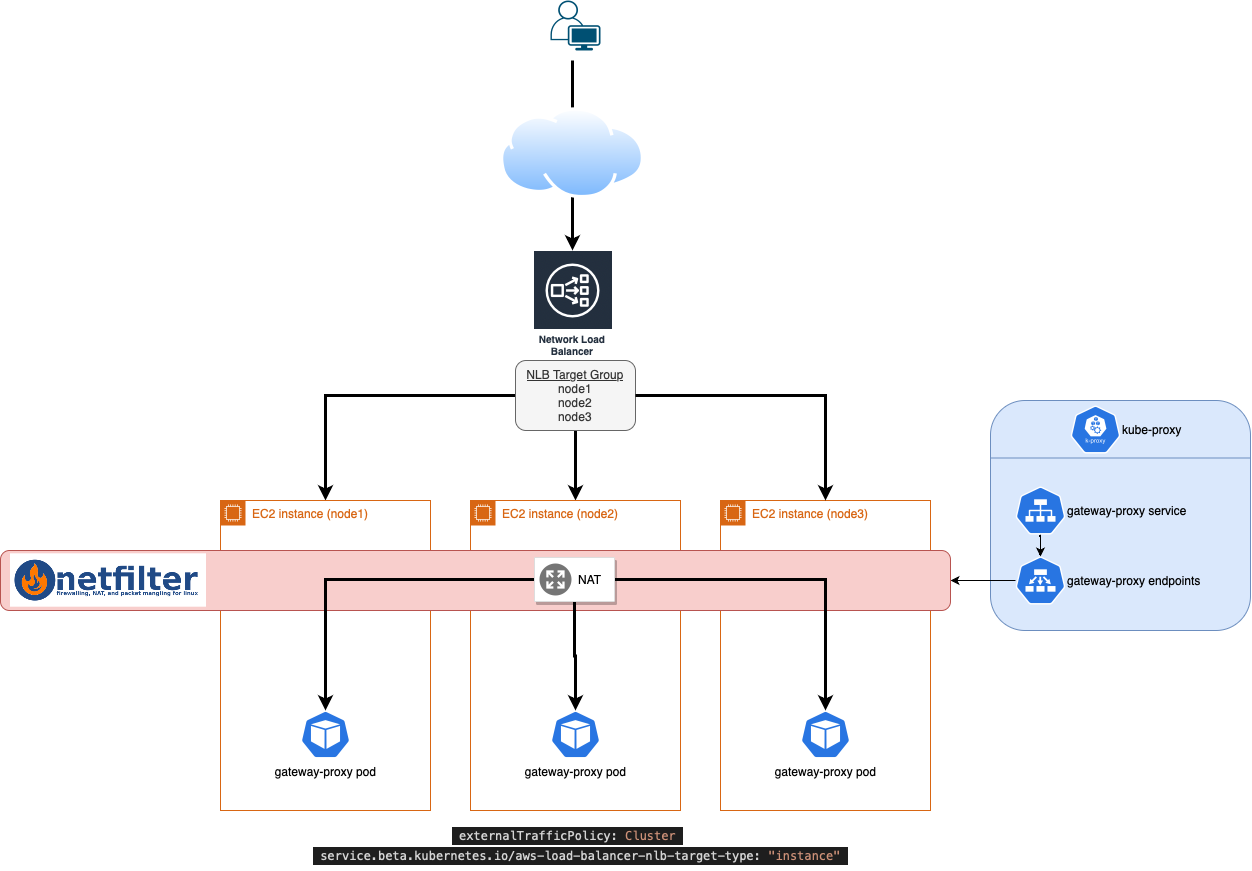 Network Load
Balancer
NLB Target Group
node1
node2
node3
k-proxy
kube-proxy
EC2 instance (node1)
EC2 instance (node2)
EC2 instance (node3)
gateway-proxy service
netfilter
firewalling, NAT, and packet mangling for linux
NAT
gateway-proxy endpoints
gateway-proxy pod
gateway-proxy pod
gateway-proxy pod
externalTrafficPolicy: Cluster
service.beta.kubernetes.io/aws-load-balancer-nlb-target-type: "instance"